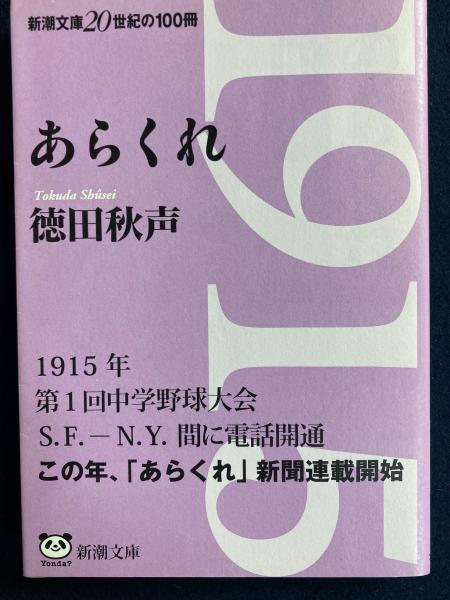 新潮文庫20世紀の100冊
1915
あらくれ
Tokuda Shûsei
徳田秋声
1915年
第1回中学野球大会
S.F.－N.Y.間に電話開通
この年、「あらくれ」新聞連載開始
Yonda?
新潮文庫